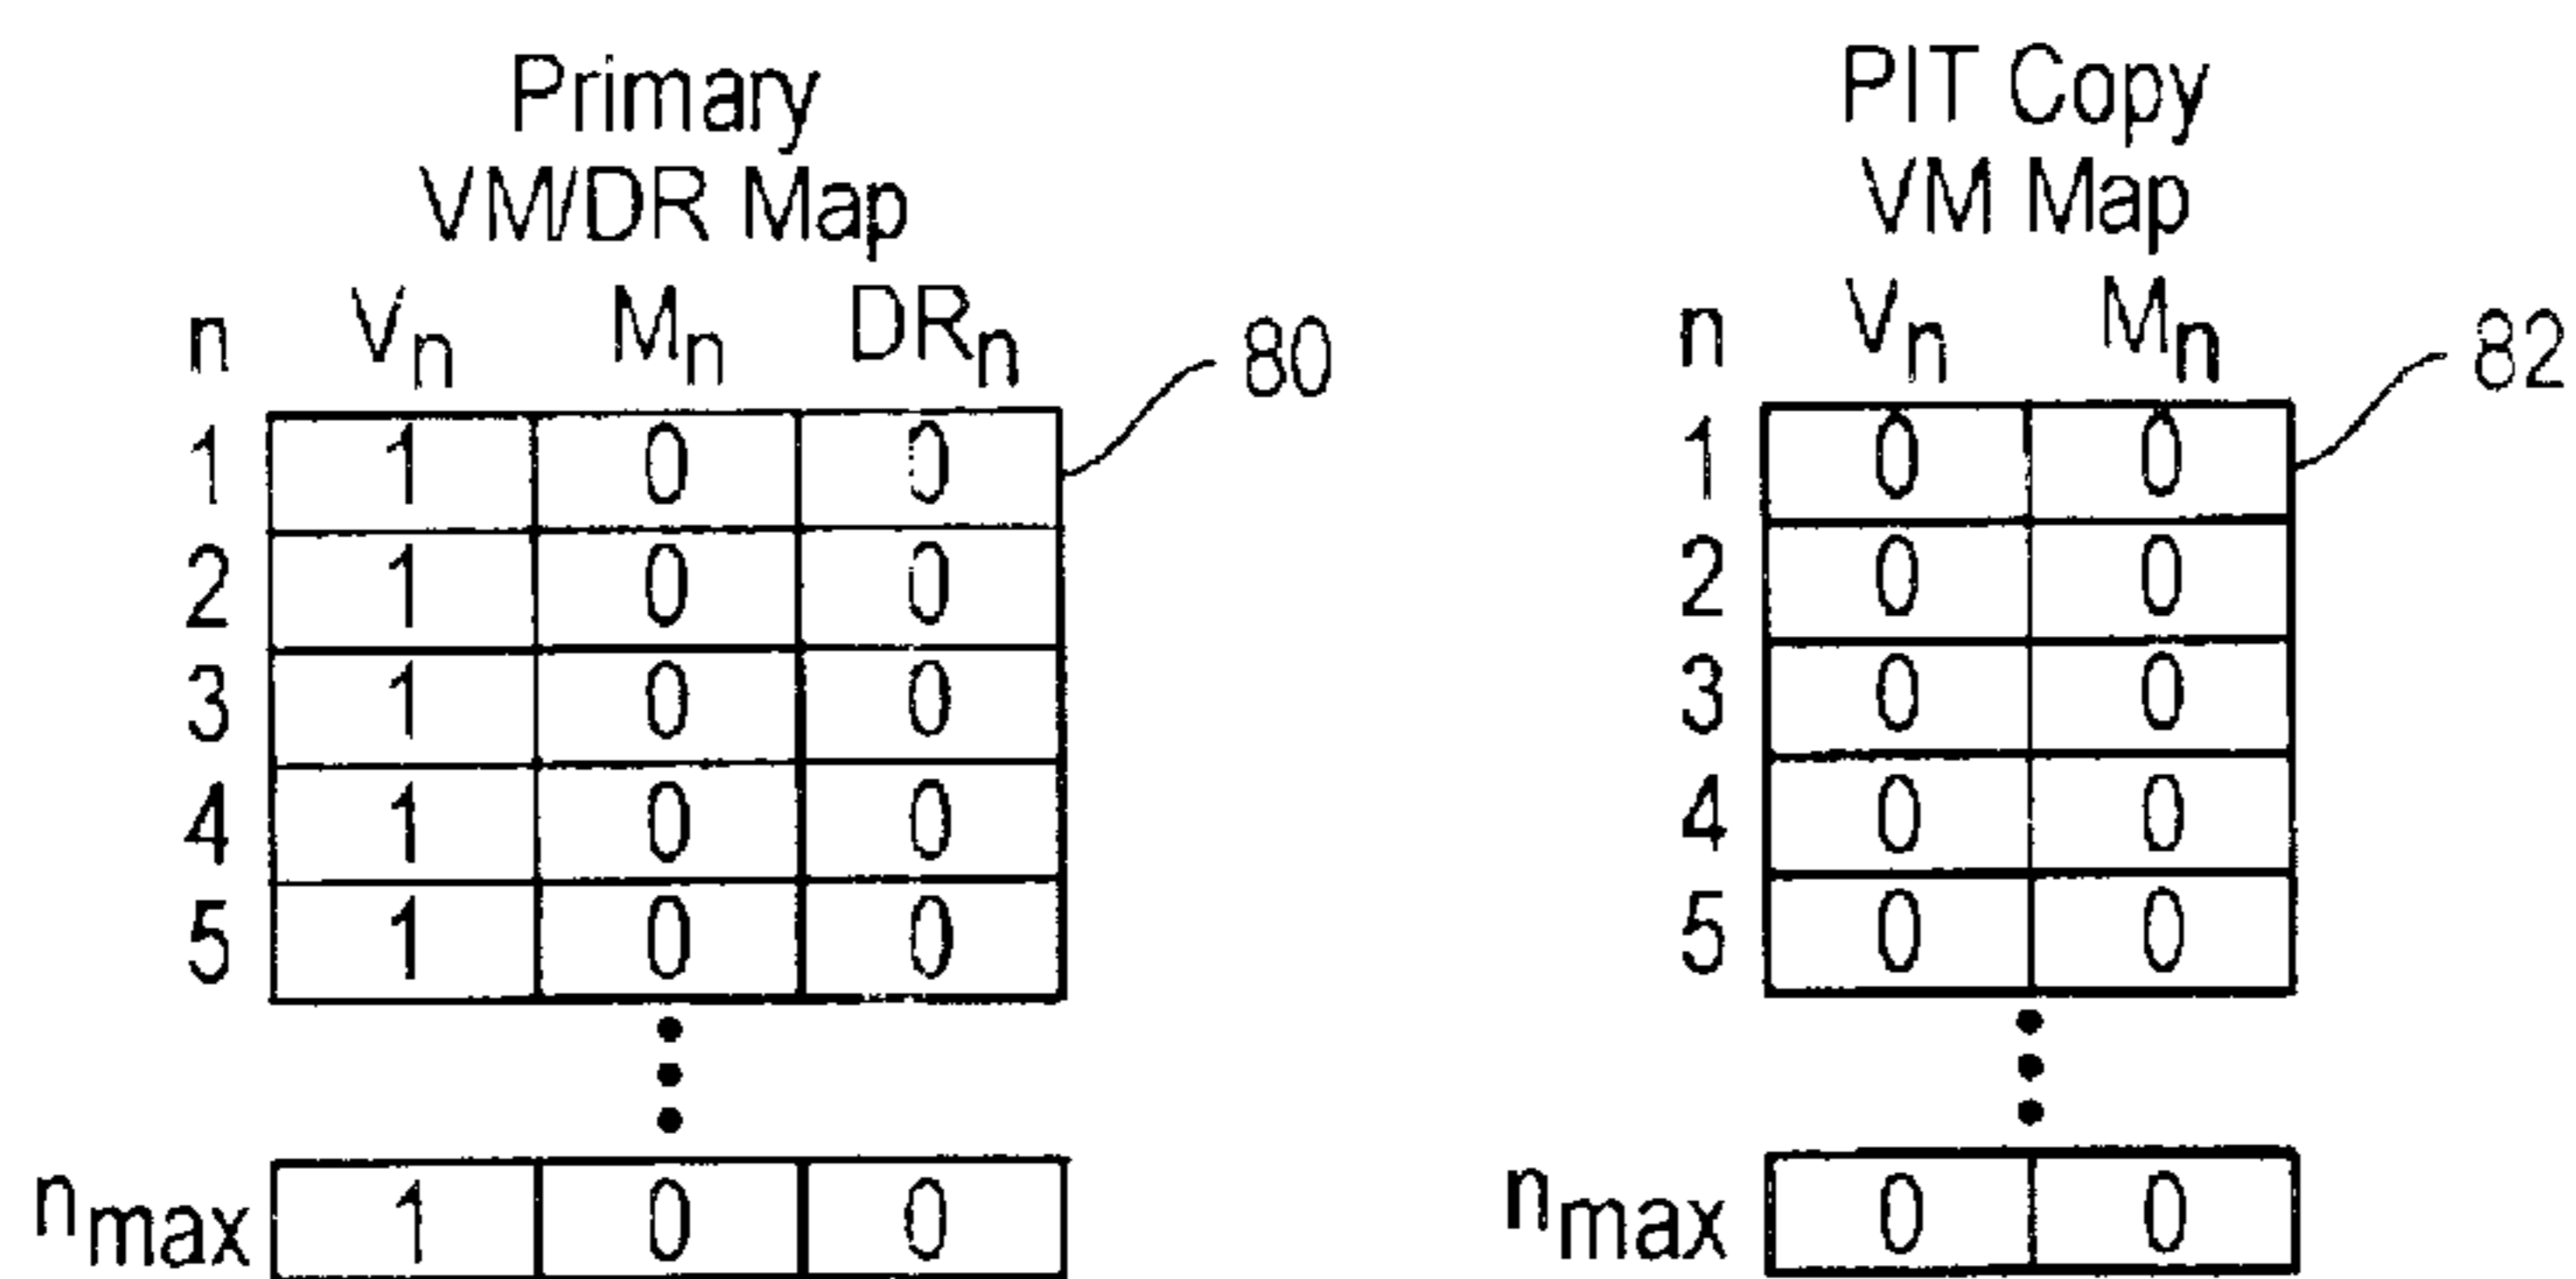 Primary
VM/DR Map
n Vn Mn DRn
80
1 1 0 0
2 1 0 0
3 1 0 0
4 1 0 0
5 1 0 0
nmax 1 0 0
PIT Copy
VM Map
n Vn Mn
82
1 0 0
2 0 0
3 0 0
4 0 0
5 0 0
nmax 0 0